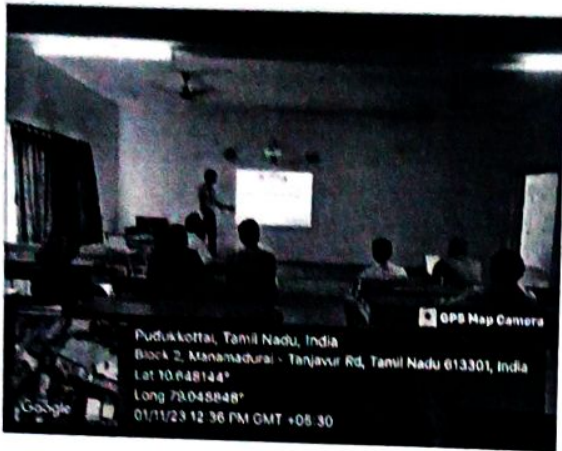 GPS Map Camera
Pudukkottai, Tamil Nadu, India
Block 2, Manamadurai - Tanjavur Rd, Tamil Nadu 613301, India
Lat 10.648144°
Long 79.048848°
01/11/23 12:36 PM GMT +05:30
Google